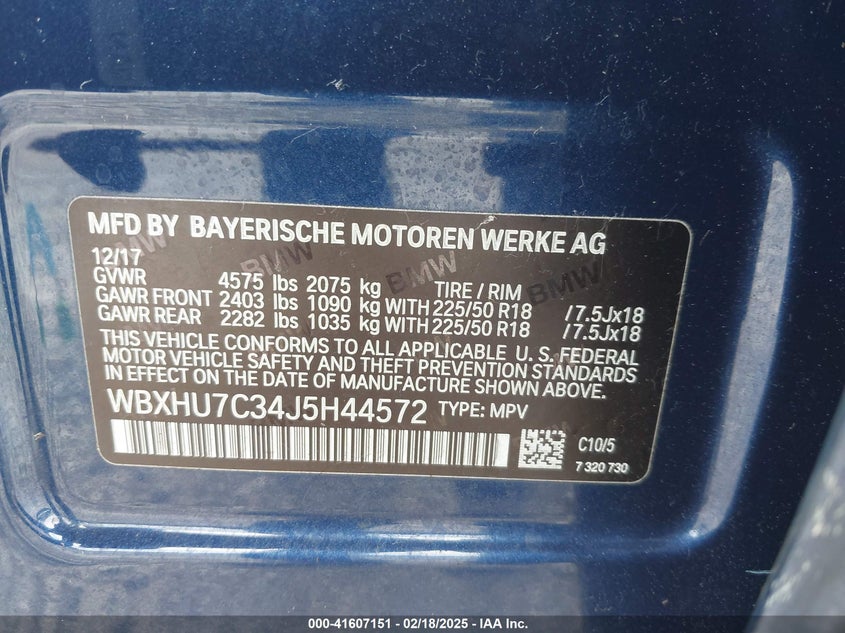 MFD BY BAYERISCHE MOTOREN WERKE AG
12/17
GVWR 4575 lbs 2075 kg TIRE / RIM
GAWR FRONT 2403 lbs 1090 kg WITH 225/50 R18 /7.5Jx18
GAWR REAR 2282 lbs 1035 kg WITH 225/50 R18 /7.5Jx18
THIS VEHICLE CONFORMS TO ALL APPLICABLE U. S. FEDERAL
MOTOR VEHICLE SAFETY AND THEFT PREVENTION STANDARDS
IN EFFECT ON THE DATE OF MANUFACTURE SHOWN ABOVE.
WBXHU7C34J5H44572 TYPE: MPV
C10/5
7 320 730
BMW
BMW
BMW
000-41607151 - 02/18/2025 - IAA Inc.